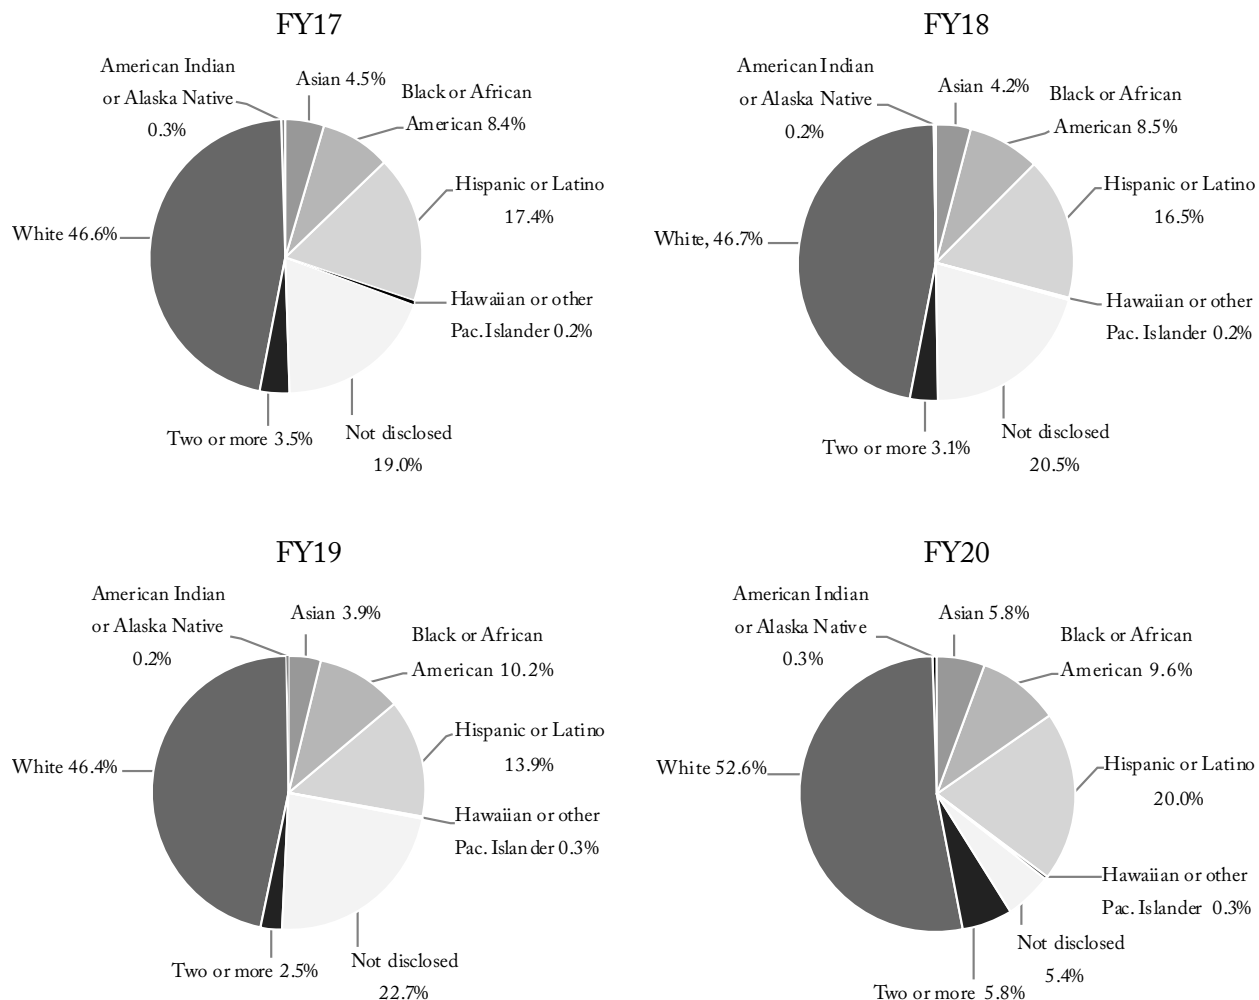 FY17
American Indian
or Alaska Native
0.3%
Asian 4.5%
Black or African
American 8.4%
Hispanic or Latino
17.4%
Hawaiian or other
Pac. Islander 0.2%
Not disclosed
19.0%
Two or more 3.5%
White 46.6%
FY18
American Indian
or Alaska Native
0.2%
Asian 4.2%
Black or African
American 8.5%
Hispanic or Latino
16.5%
Hawaiian or other
Pac. Islander 0.2%
Not disclosed
20.5%
Two or more 3.1%
White, 46.7%
FY19
American Indian
or Alaska Native
0.2%
Asian 3.9%
Black or African
American 10.2%
Hispanic or Latino
13.9%
Hawaiian or other
Pac. Islander 0.3%
Not disclosed
22.7%
Two or more 2.5%
White 46.4%
FY20
American Indian
or Alaska Native
0.3%
Asian 5.8%
Black or African
American 9.6%
Hispanic or Latino
20.0%
Hawaiian or other
Pac. Islander 0.3%
Not disclosed
5.4%
Two or more 5.8%
White 52.6%